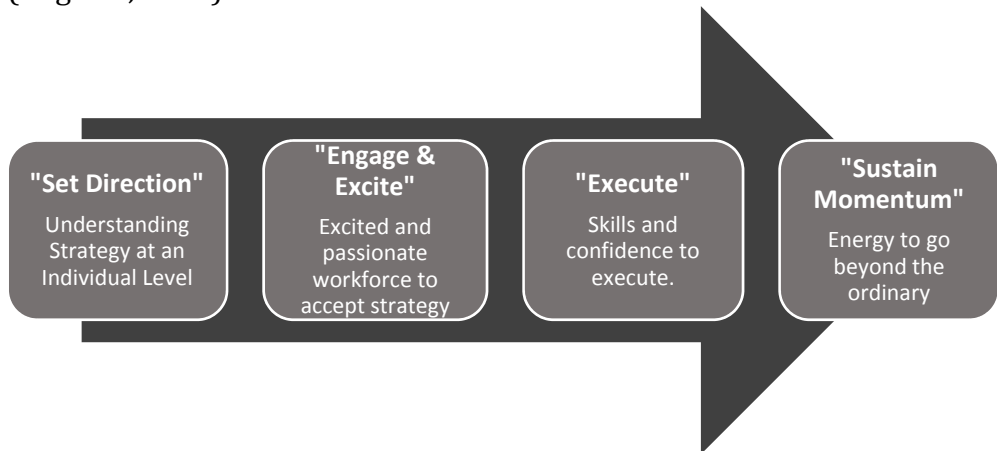 "Set Direction"
Understanding
Strategy at an
Individual Level
"Engage &
Excite"
Excited and
passionate
workforce to
accept strategy
"Execute"
Skills and
confidence to
execute.
"Sustain
Momentum"
Energy to go
beyond the
ordinary